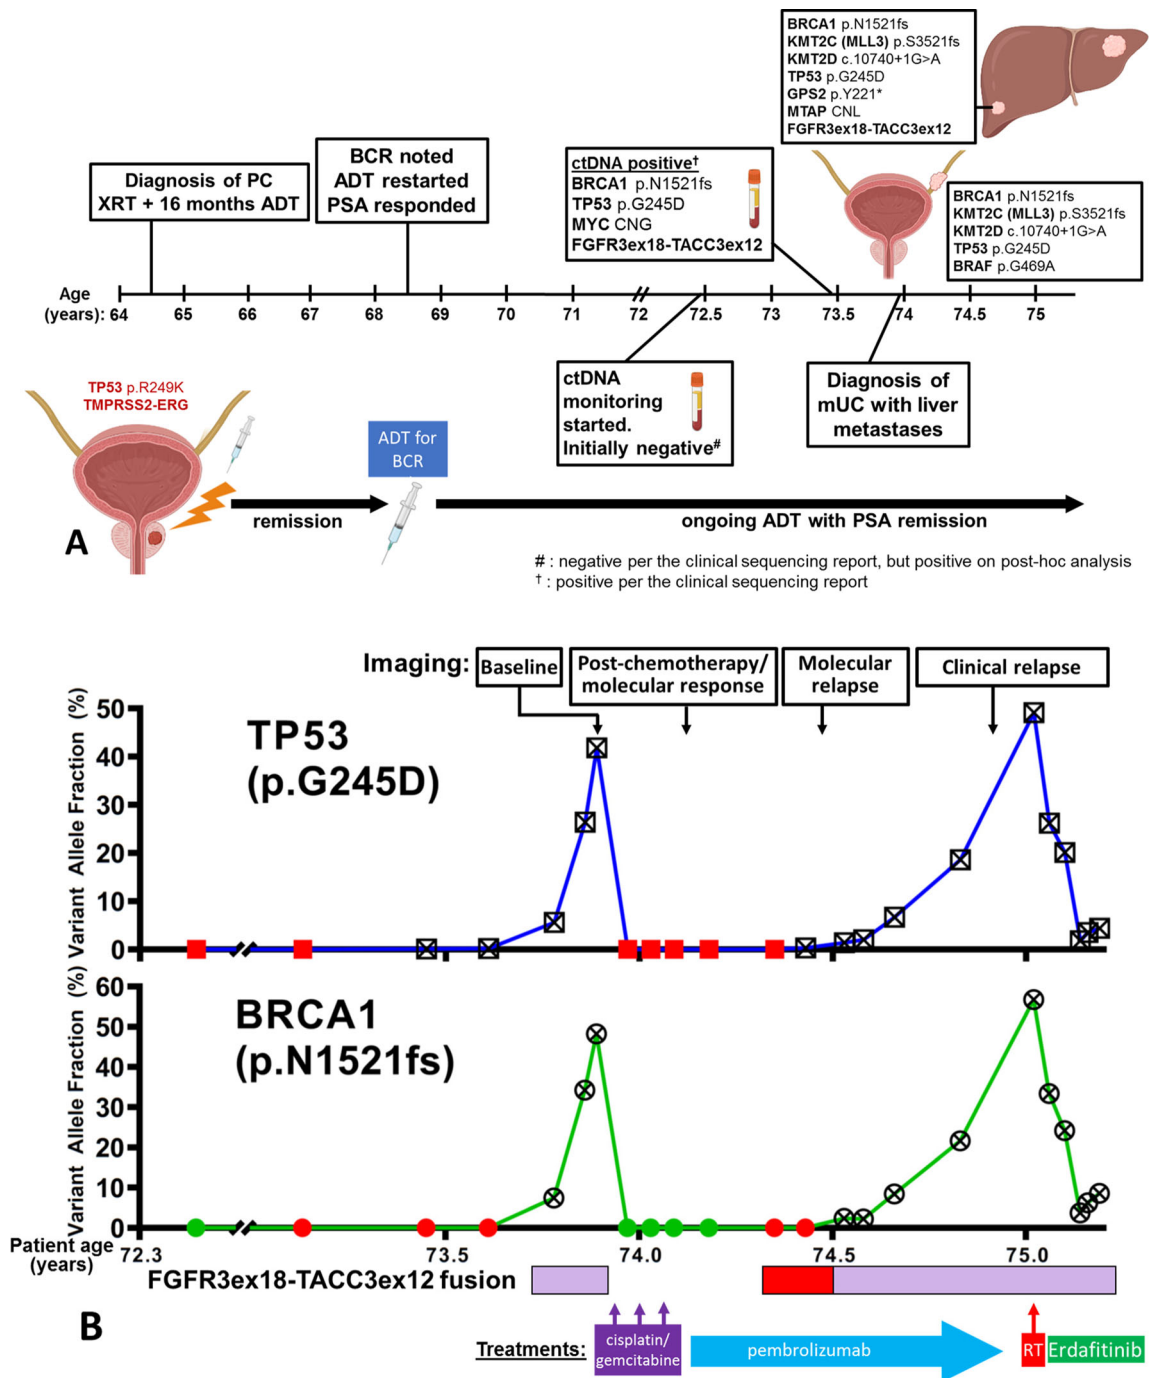 BRCA1 p.N1521fs
KMT2C (MLL3) p.S3521fs
KMT2D c.10740+1G>A
TP53 p.G245D
GPS2 p.Y221*
MTAP CNL
FGFR3ex18-TACC3ex12
Diagnosis of PC
XRT + 16 months ADT
BCR noted
ADT restarted
PSA responded
ctDNA positive†
BRCA1 p.N1521fs
TP53 p.G245D
MYC CNG
FGFR3ex18-TACC3ex12
BRCA1 p.N1521fs
KMT2C (MLL3) p.S3521fs
KMT2D c.10740+1G>A
TP53 p.G245D
BRAF p.G469A
Age
(years):
64 65 66 67 68 69 70 71 72 72.5 73 73.5 74 74.5 75
TP53 p.R249K
TMPRSS2-ERG
ADT for
BCR
ctDNA
monitoring
started.
Initially negative#
Diagnosis of
mUC with liver
metastases
remission
ongoing ADT with PSA remission
A
# : negative per the clinical sequencing report, but positive on post-hoc analysis
† : positive per the clinical sequencing report
Imaging:
Baseline
Post-chemotherapy/
molecular response
Molecular
relapse
Clinical relapse
Variant Allele Fraction (%)
50
40
30
20
10
0
TP53
(p.G245D)
Variant Allele Fraction (%)
60
50
40
30
20
10
0
BRCA1
(p.N1521fs)
Patient age
(years)
72.3 73.5 74.0 74.5 75.0
FGFR3ex18-TACC3ex12 fusion
B
Treatments:
cisplatin/
gemcitabine
pembrolizumab
RT
Erdafitinib